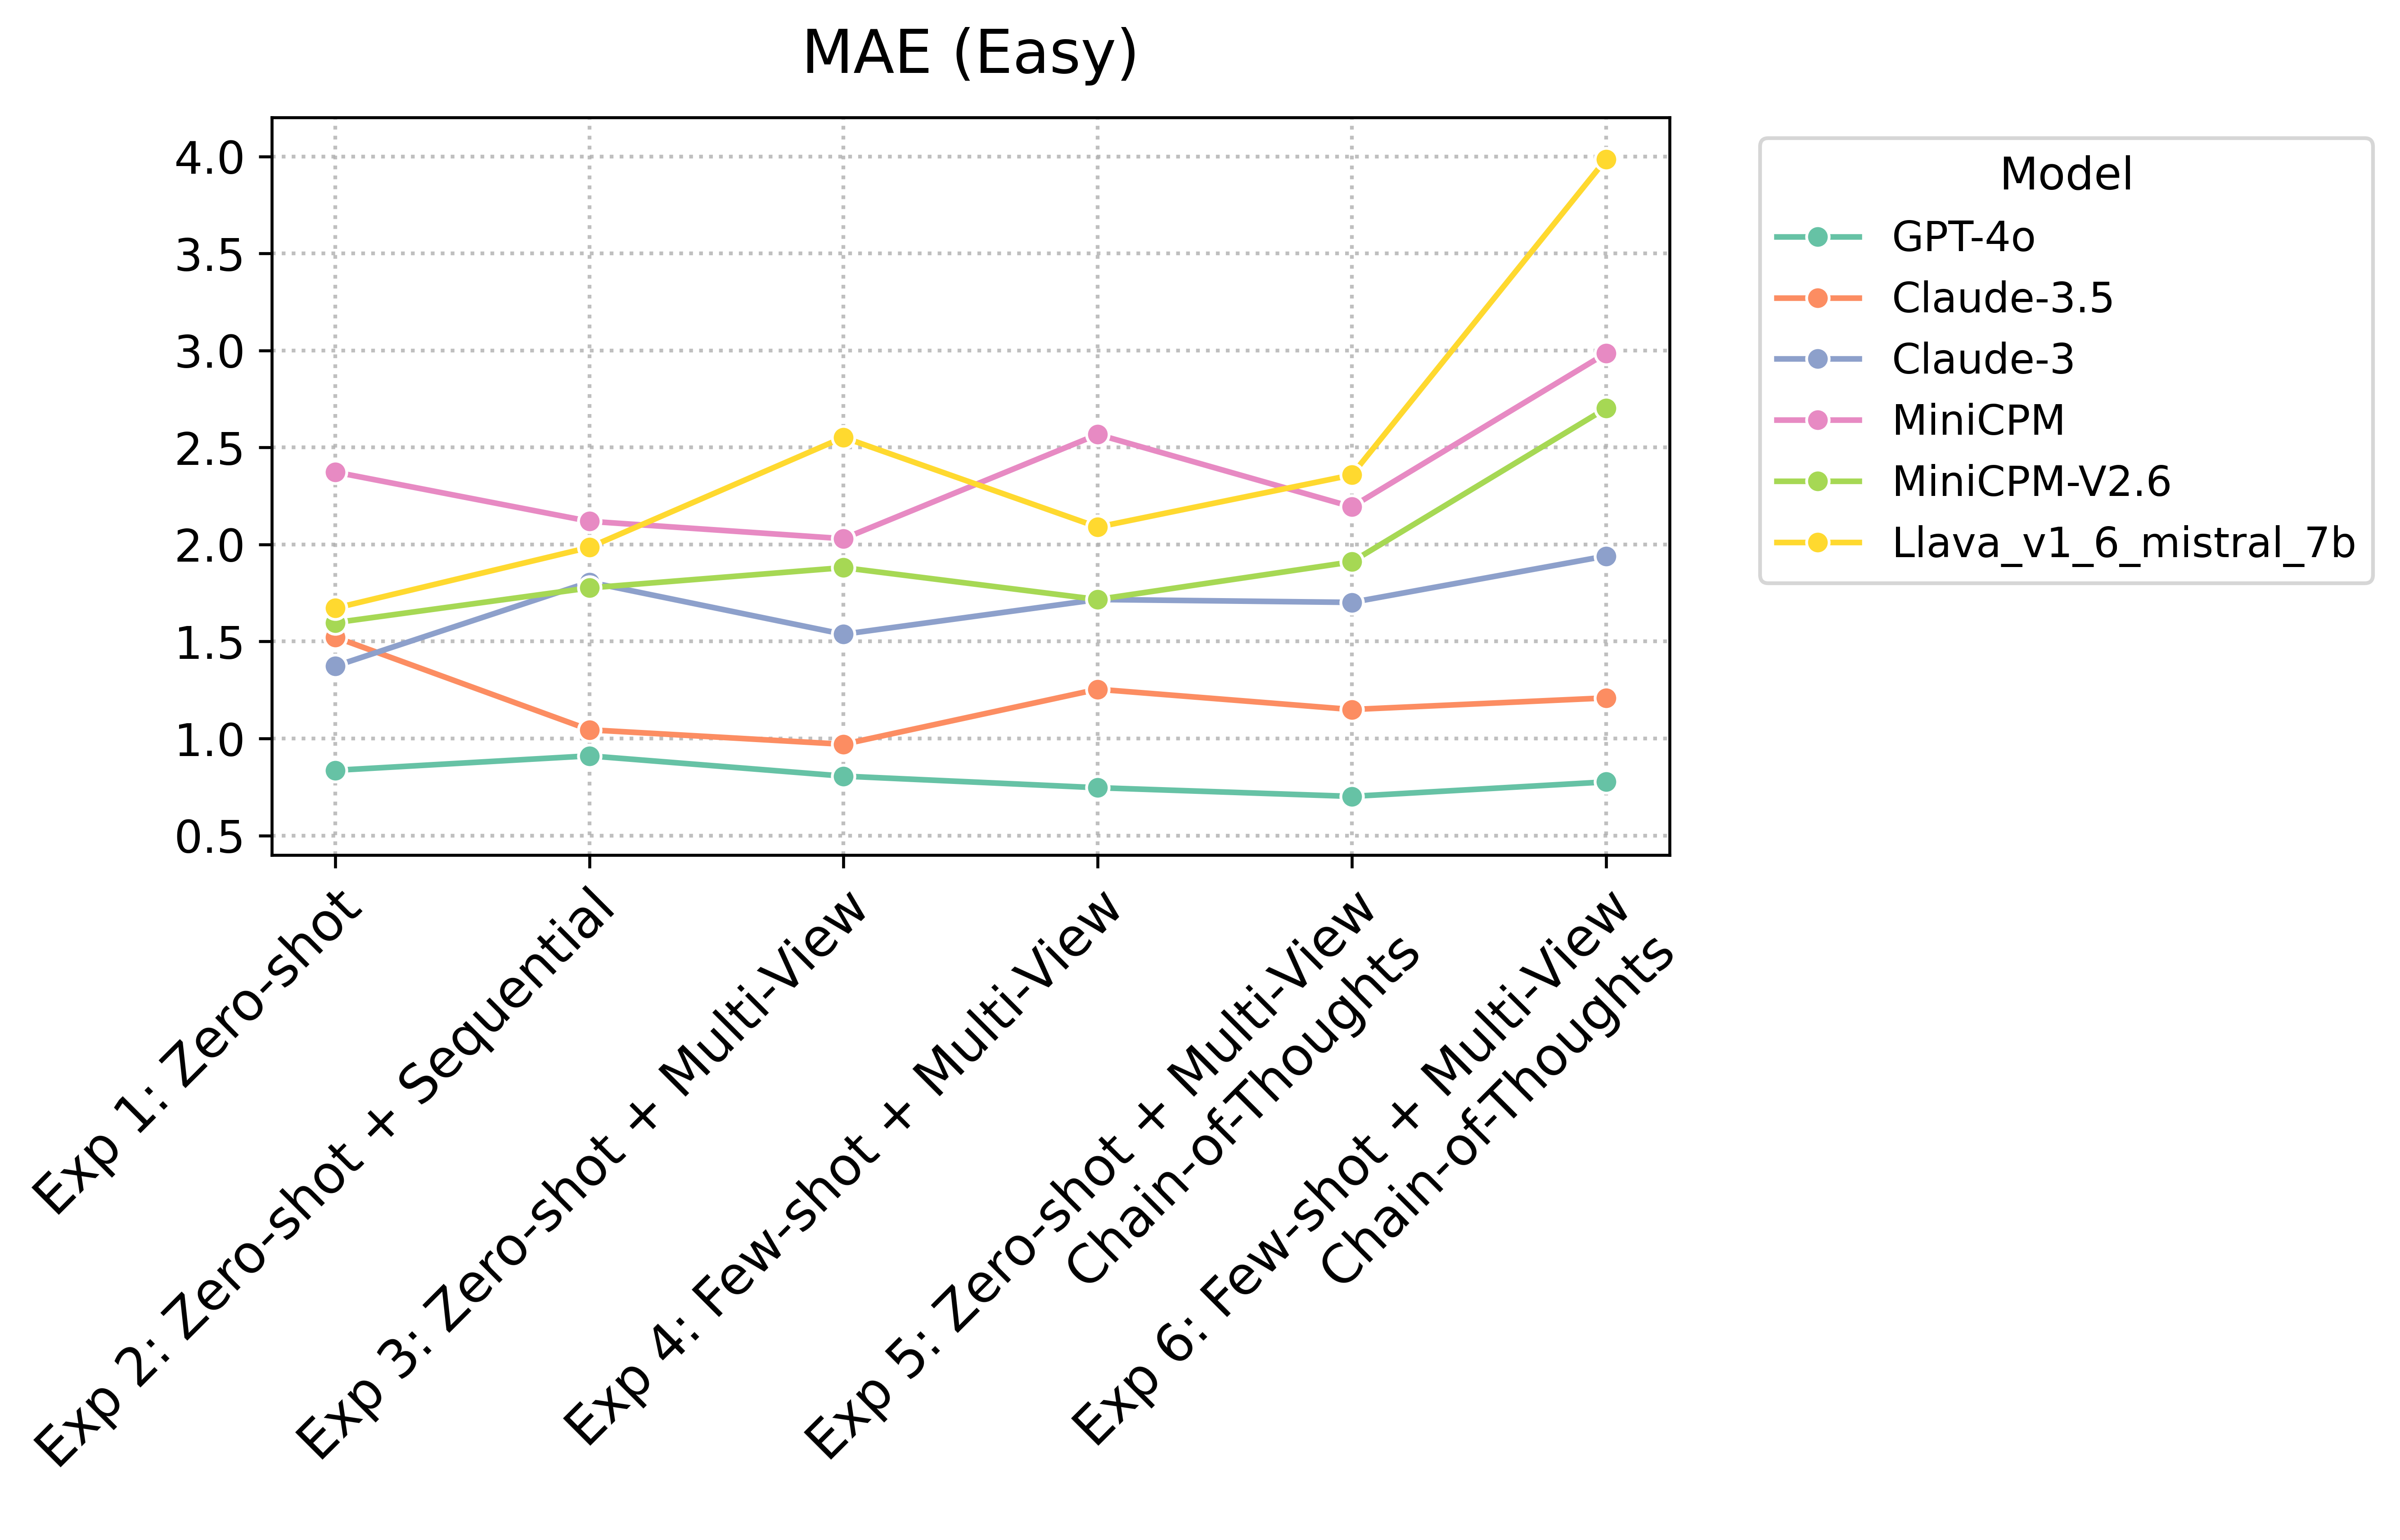 MAE (Easy)
4.0
3.5
3.0
2.5
2.0
1.5
1.0
0.5
Exp 1: Zero-shot
Exp 2: Zero-shot + Sequential
Exp 3: Zero-shot + Multi-View
Exp 4: Few-shot + Multi-View
Exp 5: Zero-shot + Multi-View
Chain-of-Thoughts
Exp 6: Few-shot + Multi-View
Chain-of-Thoughts
Model
GPT-4o
Claude-3.5
Claude-3
MiniCPM
MiniCPM-V2.6
Llava_v1_6_mistral_7b